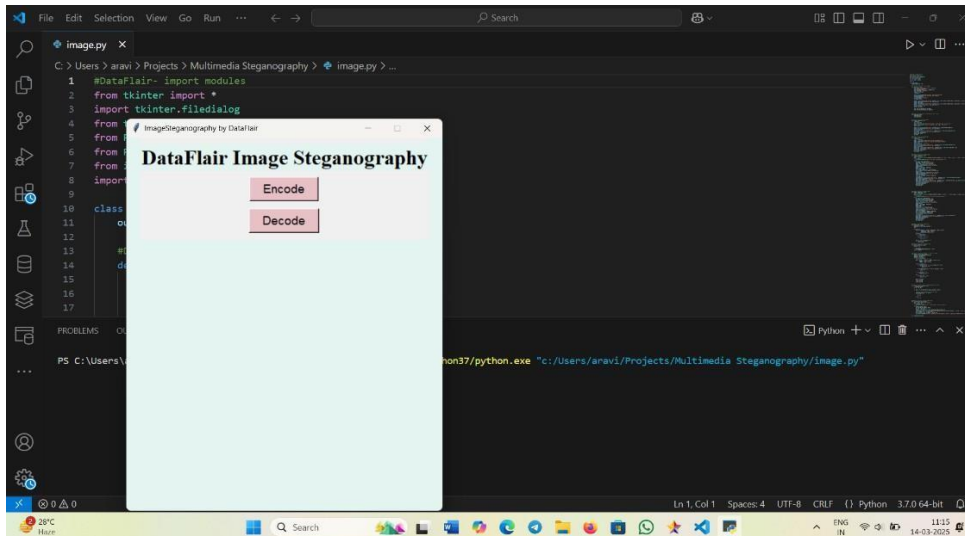 File Edit Selection View Go Run ··· Search
image.py
C: > Users > aravi > Projects > Multimedia Steganography > image.py > ...
1 #DataFlair- import modules
2 from tkinter import *
3 import tkinter.filedialog
4 from
5 from
6 from
7 from
8 import
9
10 class
11
12
13
14
15
16
17
ImageSteganography by DataFlair
DataFlair Image Steganography
Encode
Decode
PROBLEMS
Python
PS C:\Users\ hon37/python.exe "c:/Users/aravi/Projects/Multimedia Steganography/image.py"
0 0
Ln 1, Col 1 Spaces: 4 UTF-8 CRLF {} Python 3.7.0 64-bit
2
28°C
Haze
Search
ENG
IN
11:15
14-03-2025